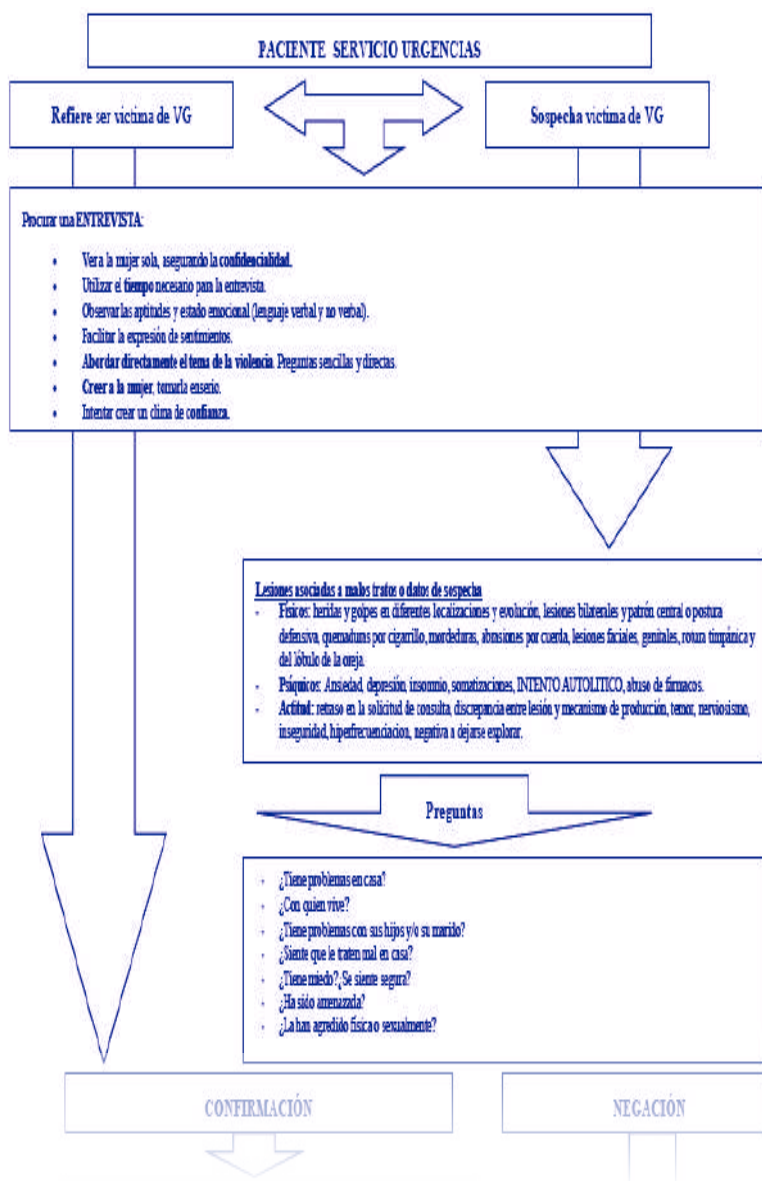 PACIENTE SERVICIO URGENCIAS
Refiere ser victima de VG
Sospecha victima de VG
Procurar una ENTREVISTA:
• Ver a la mujer sola, asegurando la confidencialidad.
• Utilizar el tiempo necesario para la entrevista.
• Observar las aptitudes y estado emocional (lenguaje verbal y no verbal).
• Facilitar la expresión de sentimientos.
• Abordar directamente el tema de la violencia. Preguntas sencillas y directas.
• Creer a la mujer, tomarla enserio.
• Intentar crear un clima de confianza.
Lesiones asociadas a malos tratos o datos de sospecha
- Físicos: heridas y golpes en diferentes localizaciones y evolución, lesiones bilaterales y patrón central o postura
defensiva, quemaduras por cigarrillo, mordeduras, abrasiones por cuerda, lesiones faciales, genitales, rotura timpánica y
del lóbulo de la oreja.
- Psíquicos: Ansiedad, depresión, insomnio, somatizaciones, INTENTO AUTOLITICO, abuso de fármacos.
- Actitud: retraso en la solicitud de consulta, discrepancia entre lesión y mecanismo de producción, temor, nerviosismo,
inseguridad, hiperfrecuenciacion, negativa a dejarse explorar.
Preguntas
- ¿Tiene problemas en casa?
- ¿Con quien vive?
- ¿Tiene problemas con sus hijos y/o su marido?
- ¿Siente que le traten mal en casa?
- ¿Tiene miedo?¿Se siente segura?
- ¿Ha sido amenazada?
- ¿La han agredido física o sexualmente?
CONFIRMACIÓN
NEGACIÓN